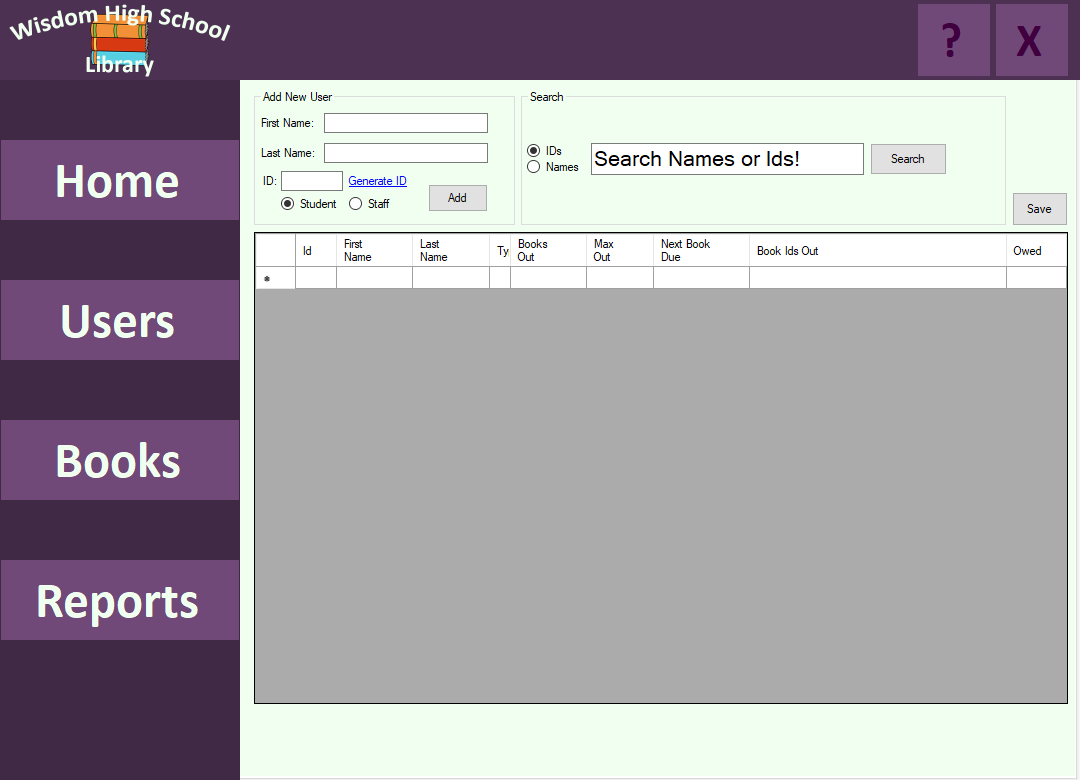 Wisdom High School
Library
?
X
Home
Users
Books
Reports
Add New User
First Name:
Last Name:
ID:
Generate ID
Student
Staff
Add
Search
IDs
Names
Search Names or Ids!
Search
Save
Id
First
Name
Last
Name
Ty
Books
Out
Max
Out
Next Book
Due
Book Ids Out
Owed
*